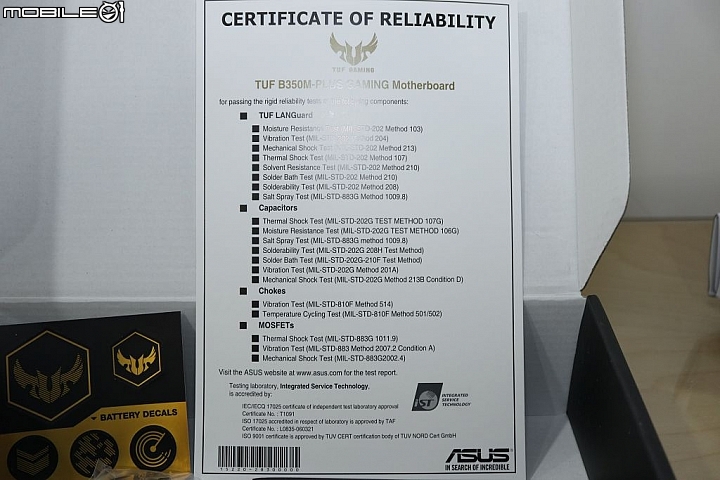 MOBILE01
CERTIFICATE OF RELIABILITY
TUF GAMING
TUF B350M-PLUS GAMING Motherboard
for passing the rigid reliability tests in the following components:
TUF LANGuard
Moisture Resistance (MIL-STD-202 Method 103)
Vibration Test (MIL-STD-202 Method 204)
Mechanical Shock Test (MIL-STD-202 Method 213)
Thermal Shock Test (MIL-STD-202 Method 107)
Solvent Resistance Test (MIL-STD-202 Method 210)
Solder Bath Test (MIL-STD-202 Method 210)
Solderability Test (MIL-STD-202 Method 208)
Salt Spray Test (MIL-STD-883G Method 1009.8)
Capacitors
Thermal Shock Test (MIL-STD-202G TEST METHOD 107G)
Moisture Resistance Test (MIL-STD-202G TEST METHOD 106G)
Salt Spray Test (MIL-STD-883G method 1009.8)
Solderability Test (MIL-STD-202G 208H Test Method)
Solder Bath Test (MIL-STD-202G-210F Test Method)
Vibration Test (MIL-STD-202G Method 201A)
Mechanical Shock Test (MIL-STD-202G Method 213B Condition D)
Chokes
Vibration Test (MIL-STD-810F Method 514)
Temperature Cycling Test (MIL-STD-810F Method 501/502)
MOSFETs
Thermal Shock Test (MIL-STD-883G 1011.9)
Vibration Test (MIL-STD-883 Method 2007.2 Condition A)
Mechanical Shock Test (MIL-STD-883G2002.4)
Visit the ASUS website at www.asus.com for the test report.
Testing laboratory, Integrated Service Technology,
is accredited by:
IEC/IECQ 17025 certificate of independent test laboratory approval
Certificate No. : T1091
ISO 17025 accredited in respect of laboratory is approved by TAF
Certificate No. : L0835-060321
ISO 9001 certificate is approved by TUV CERT certification body of TUV NORD Cert GmbH
iST
INTEGRATED
SERVICE
TECHNOLOGY
15220-28300000
ASUS
IN SEARCH OF INCREDIBLE
BATTERY DECALS